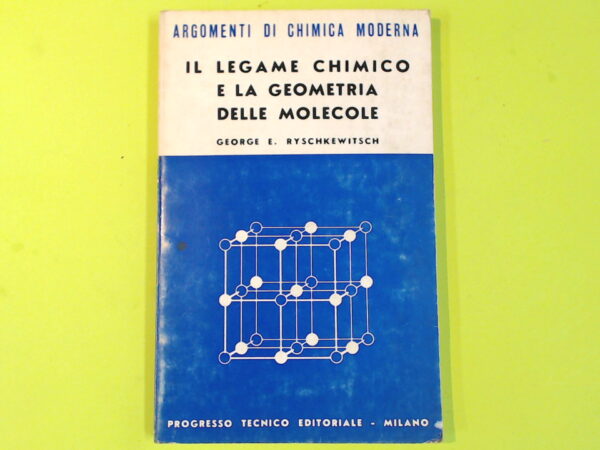 ARGOMENTI DI CHIMICA MODERNA
IL LEGAME CHIMICO
E LA GEOMETRIA
DELLE MOLECOLE
GEORGE E. RYSCHKEWITSCH
PROGRESSO TECNICO EDITORIALE - MILANO